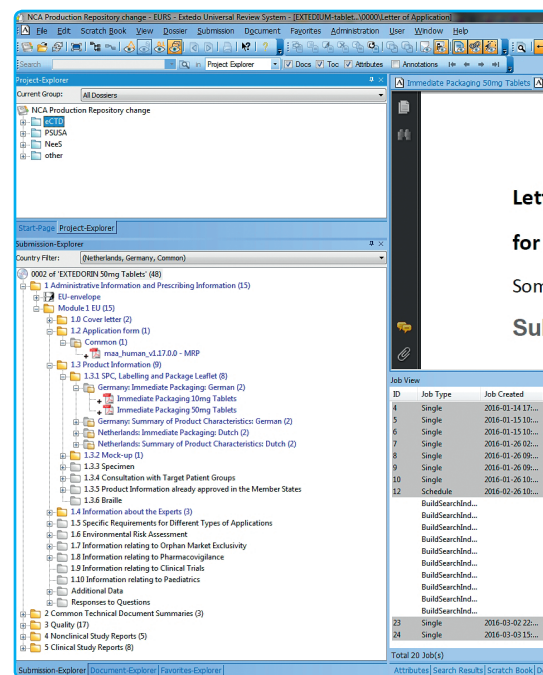 NCA Production Repository change - EURS - Extedo Universal Review System - [EXTEDIUM-tablet...\0000\Letter of Application]
File Edit Scratch Book View Dossier Submission Document Favorites Administration User Window Help
Search in Project Explorer Docs Toc Attributes Annotations
Project-Explorer
Current Group: All Dossiers
NCA Production Repository change
eCTD
PSUSA
NeeS
other
Start-Page Project-Explorer
Submission-Explorer
Country Filter: (Netherlands, Germany, Common)
0002 of 'EXTEDORIN 50mg Tablets' (48)
1 Administrative Information and Prescribing Information (15)
EU-envelope
Module 1 EU (15)
1.0 Cover letter (2)
1.2 Application form (1)
Common (1)
maa_human_v1.17.0.0 - MRP
1.3 Product Information (9)
1.3.1 SPC, Labelling and Package Leaflet (8)
Germany: Immediate Packaging: German (2)
Immediate Packaging 10mg Tablets
Immediate Packaging 50mg Tablets
Germany: Summary of Product Characteristics: German (2)
Netherlands: Immediate Packaging: Dutch (2)
Netherlands: Summary of Product Characteristics: Dutch (2)
1.3.2 Mock-up (1)
1.3.3 Specimen
1.3.4 Consultation with Target Patient Groups
1.3.5 Product Information already approved in the Member States
1.3.6 Braille
1.4 Information about the Experts (3)
1.5 Specific Requirements for Different Types of Applications
1.6 Environmental Risk Assessment
1.7 Information relating to Orphan Market Exclusivity
1.8 Information relating to Pharmacovigilance
1.9 Information relating to Clinical Trials
1.10 Information relating to Paediatrics
Additional Data
Responses to Questions
2 Common Technical Document Summaries (3)
3 Quality (17)
4 Nonclinical Study Reports (5)
5 Clinical Study Reports (8)
Submission-Explorer Document-Explorer Favorites-Explorer
Immediate Packaging 50mg Tablets
Let
for
Som
Sul
Job View
ID Job Type Job Created
4 Single 2016-01-14 17:...
5 Single 2016-01-15 10:...
6 Single 2016-01-15 10:...
7 Single 2016-01-26 02:...
8 Single 2016-01-26 09:...
9 Single 2016-01-26 09:...
10 Single 2016-01-26 10:...
12 Schedule 2016-02-26 10:...
BuildSearchInd...
BuildSearchInd...
BuildSearchInd...
BuildSearchInd...
BuildSearchInd...
BuildSearchInd...
BuildSearchInd...
BuildSearchInd...
BuildSearchInd...
BuildSearchInd...
23 Single 2016-03-02 22:...
24 Single 2016-03-03 15:...
Total 20 Job(s)
Attributes Search Results Scratch Book